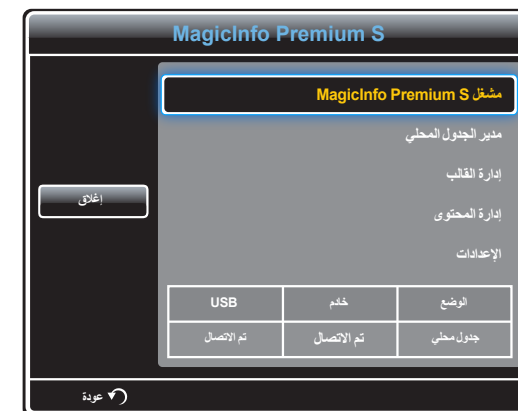 MagicInfo Premium S
مشغل MagicInfo Premium S
مدير الجدول المحلي
إدارة القالب
إدارة المحتوى
الإعدادات
إغلاق
الوضع خادم USB
جدول محلي تم الاتصال تم الاتصال
عودة